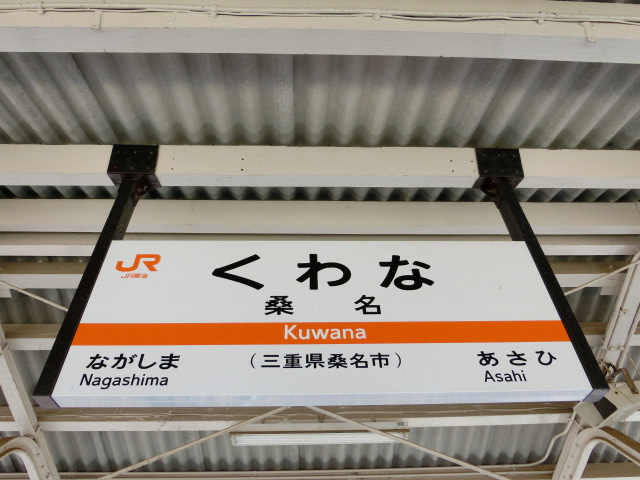 JR
JR東海
くわな
桑名
Kuwana
ながしま
Nagashima
(三重県桑名市)
あさひ
Asahi